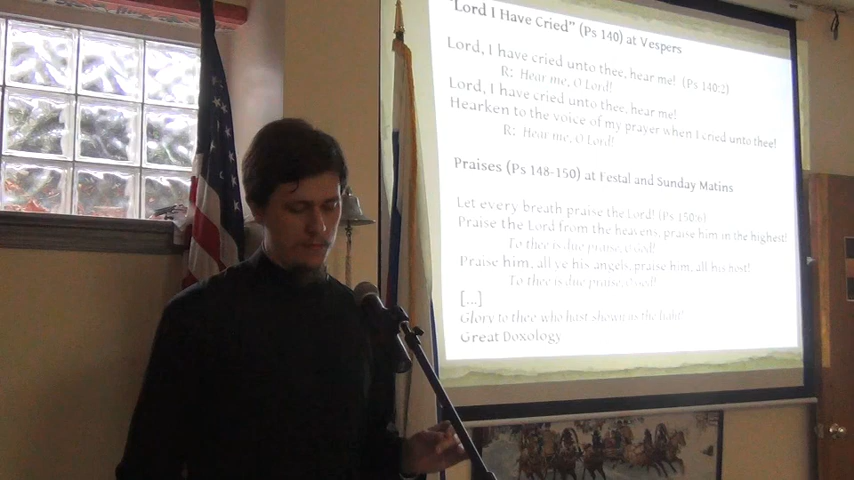 "Lord I Have Cried" (Ps 140) at Vespers
Lord, I have cried unto thee, hear me! (Ps 140:2)
R: Hear me, O Lord!
Lord, I have cried unto thee, hear me!
Hearken to the voice of my prayer when I cried unto thee!
R: Hear me, O Lord!
Praises (Ps 148-150) at Festal and Sunday Matins
Let every breath praise the Lord! (Ps 150:6)
Praise the Lord from the heavens, praise him in the highest!
To thee is due praise, O God!
Praise him, all ye his angels, praise him, all his host!
To thee is due praise, O God!
[...]
Glory to thee who hast shown us the light!
Great Doxology